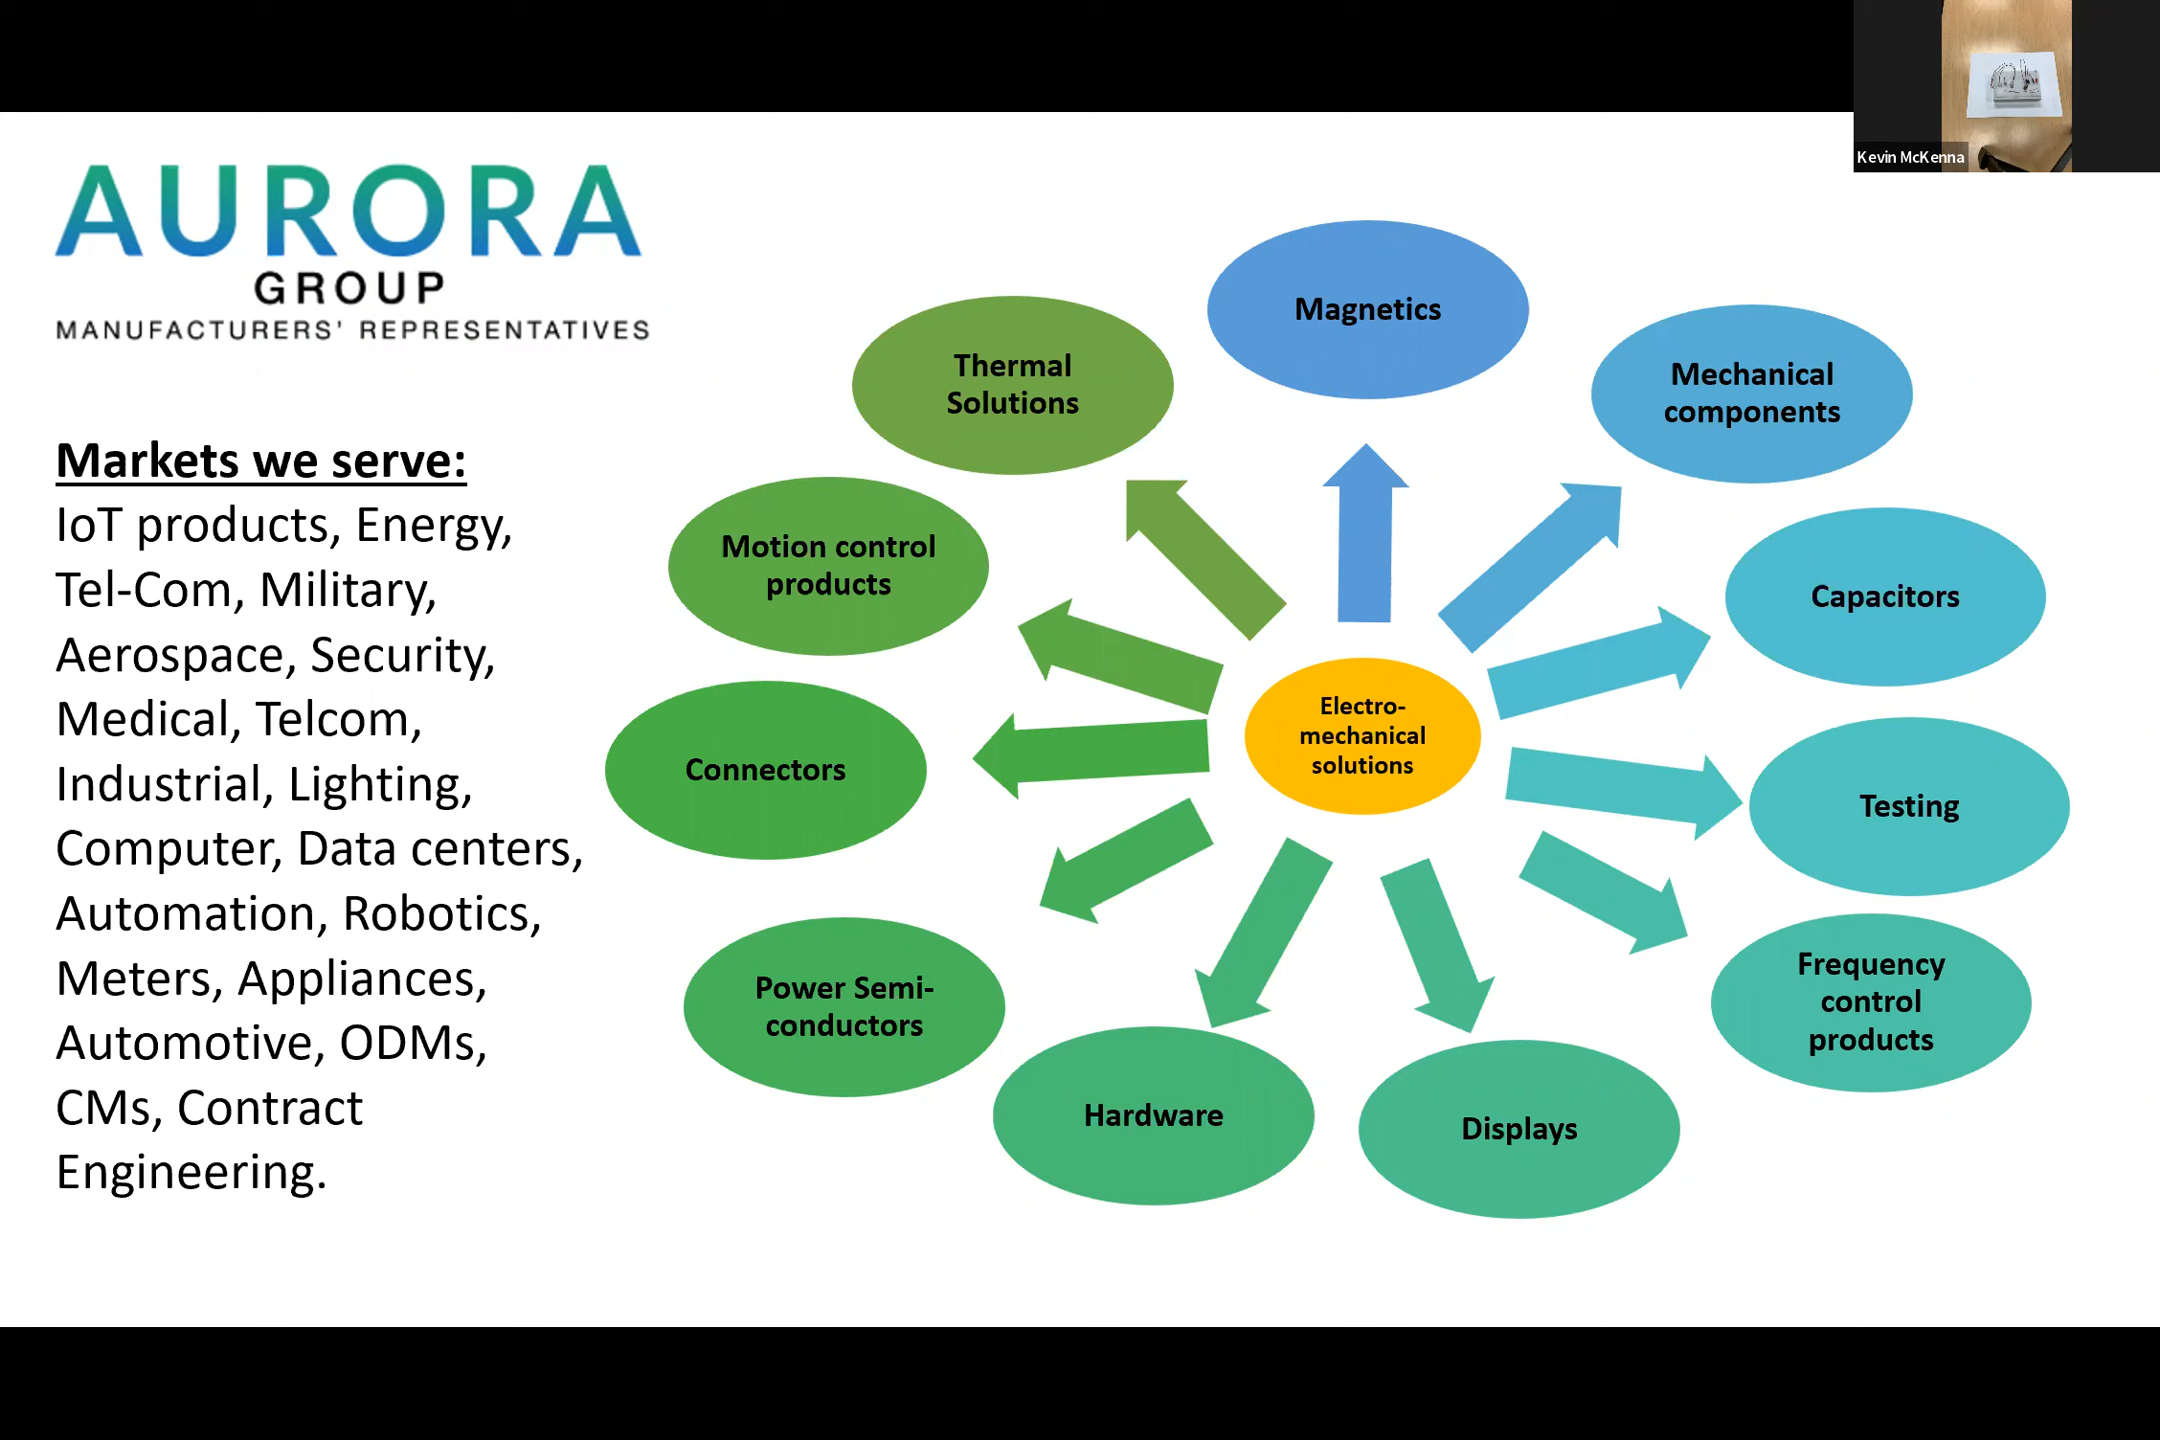 AURORA
GROUP
MANUFACTURERS' REPRESENTATIVES
Markets we serve:
IoT products, Energy,
Tel-Com, Military,
Aerospace, Security,
Medical, Telcom,
Industrial, Lighting,
Computer, Data centers,
Automation, Robotics,
Meters, Appliances,
Automotive, ODMs,
CMs, Contract
Engineering.
Magnetics
Mechanical
components
Capacitors
Testing
Frequency
control
products
Displays
Hardware
Power Semi-
conductors
Connectors
Motion control
products
Thermal
Solutions
Electro-
mechanical
solutions
Kevin McKenna